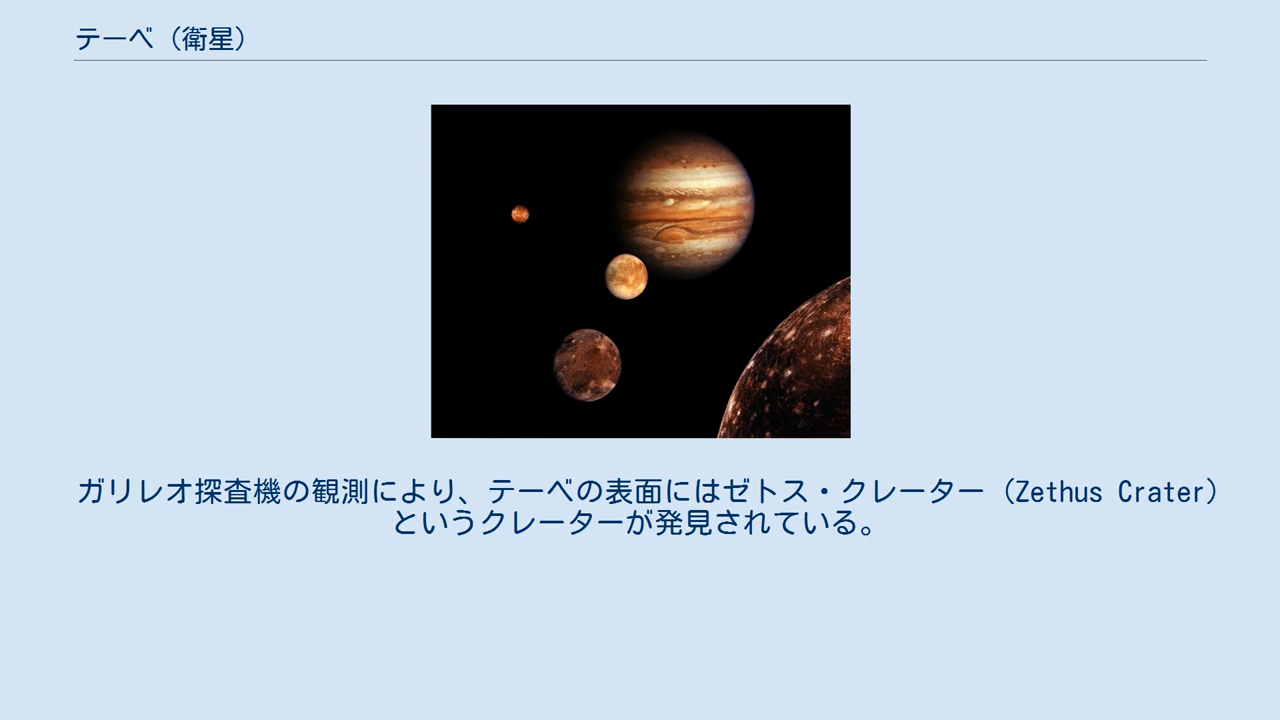 テーベ（衛星）
ガリレオ探査機の観測により、テーベの表面にはゼトス・クレーター（Zethus Crater）
というクレーターが発見されている。